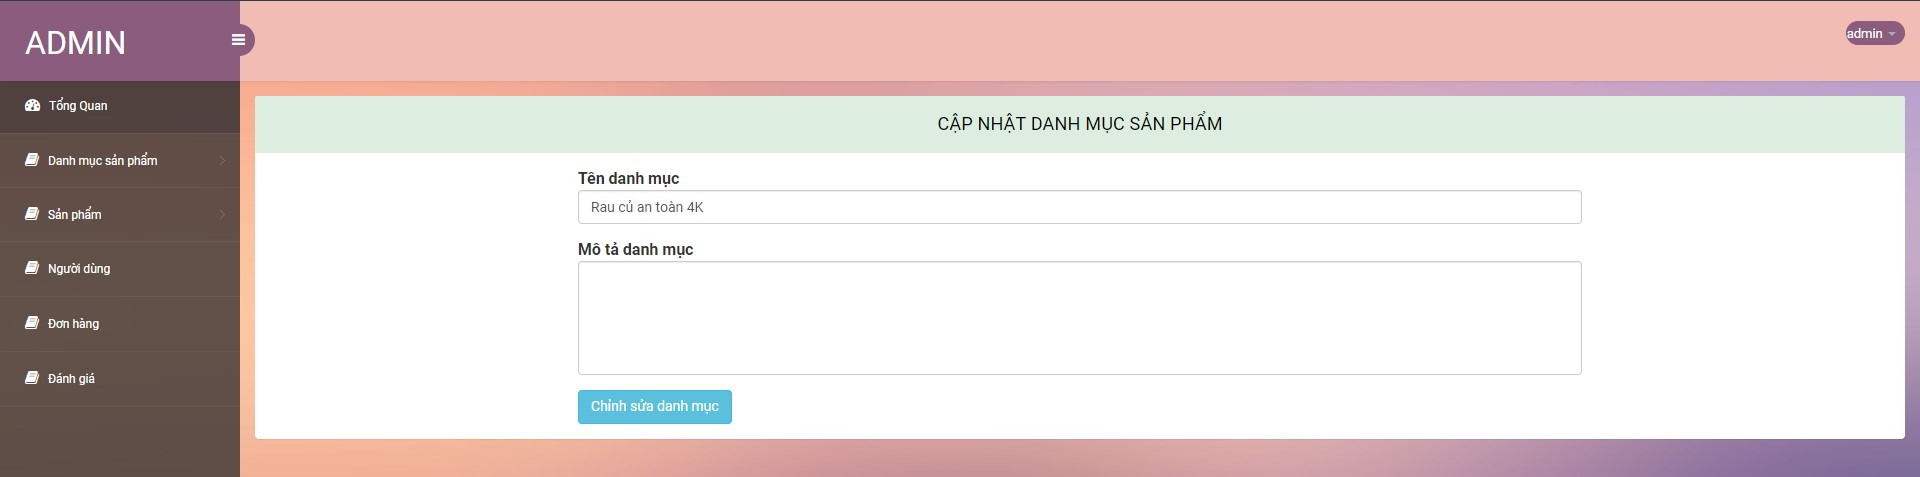 ADMIN
admin
Tổng Quan
Danh mục sản phẩm
Sản phẩm
Người dùng
Đơn hàng
Đánh giá
CẬP NHẬT DANH MỤC SẢN PHẨM
Tên danh mục
Rau củ an toàn 4K
Mô tả danh mục
Chỉnh sửa danh mục